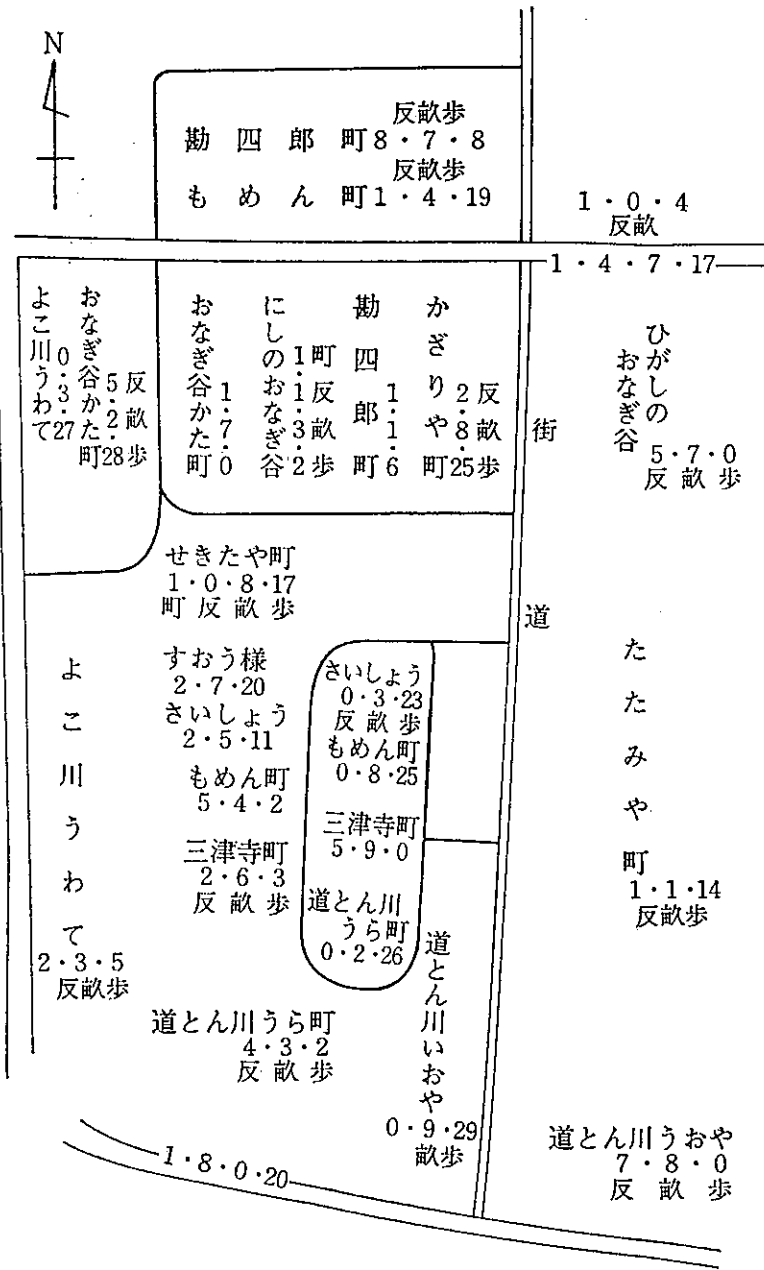 N
反畝歩
勘四郎町8・7・8
反畝歩
もめん町1・4・19
1・0・4
反畝
1・4・7・17
よこ川うわて
0・3・27
おなぎ谷かた町
5・2・28
反畝歩
おなぎ谷かた町
1・7・0
にしのおなぎ谷
1・1・3・2
町反畝歩
勘四郎町
1・1・6
かざりや町
2・8・25
反畝歩
街道
ひがしの
おなぎ谷
5・7・0
反畝歩
せきたや町
1・0・8・17
町反畝歩
すおう様
2・7・20
さいしょう
2・5・11
もめん町
5・4・2
三津寺町
2・6・3
反畝歩
さいしょう
0・3・23
反畝歩
もめん町
0・8・25
三津寺町
5・9・0
道とん川
うら町
0・2・26
よこ川うわて
2・3・5
反畝歩
たたみや町
1・1・14
反畝歩
道とん川うら町
4・3・2
反畝歩
道とん川いおや
0・9・29
畝歩
道とん川うおや
7・8・0
反畝歩
1・8・0・20